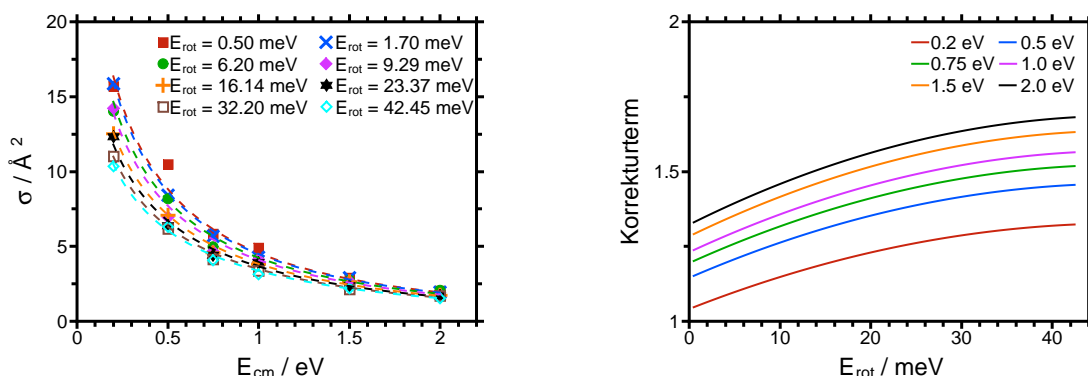 20
15
10
5
0
σ / Å ²
0 0.5 1 1.5 2
E_cm / eV
E_rot = 0.50 meV E_rot = 1.70 meV
E_rot = 6.20 meV E_rot = 9.29 meV
E_rot = 16.14 meV E_rot = 23.37 meV
E_rot = 32.20 meV E_rot = 42.45 meV
2
1.5
1
Korrekturterm
0 10 20 30 40
E_rot / meV
0.2 eV 0.5 eV
0.75 eV 1.0 eV
1.5 eV 2.0 eV